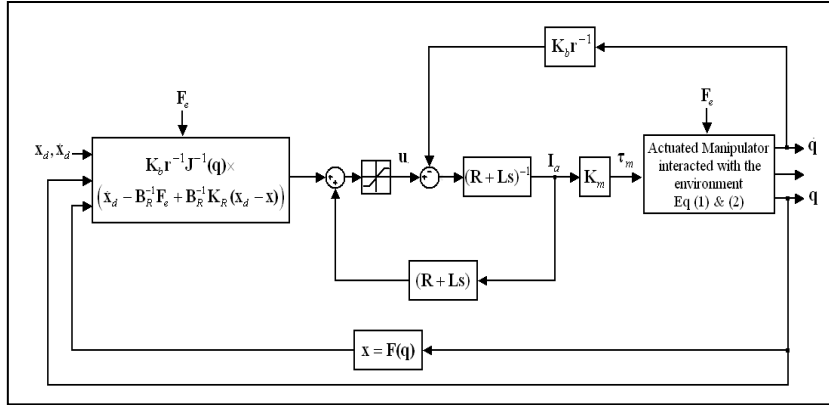 K_b r⁻¹
F_e
F_e
x_d, ẋ_d
K_b r⁻¹ J⁻¹(q)×
(ẋ_d − B_R⁻¹ F_e + B_R⁻¹ K_R (x_d − x))
+
+
u
+
−
(R + Ls)⁻¹
I_a
K_m
τ_m
Actuated Manipulator
interacted with the
environment
Eq (1) & (2)
q̇
q
(R + Ls)
x = F(q)